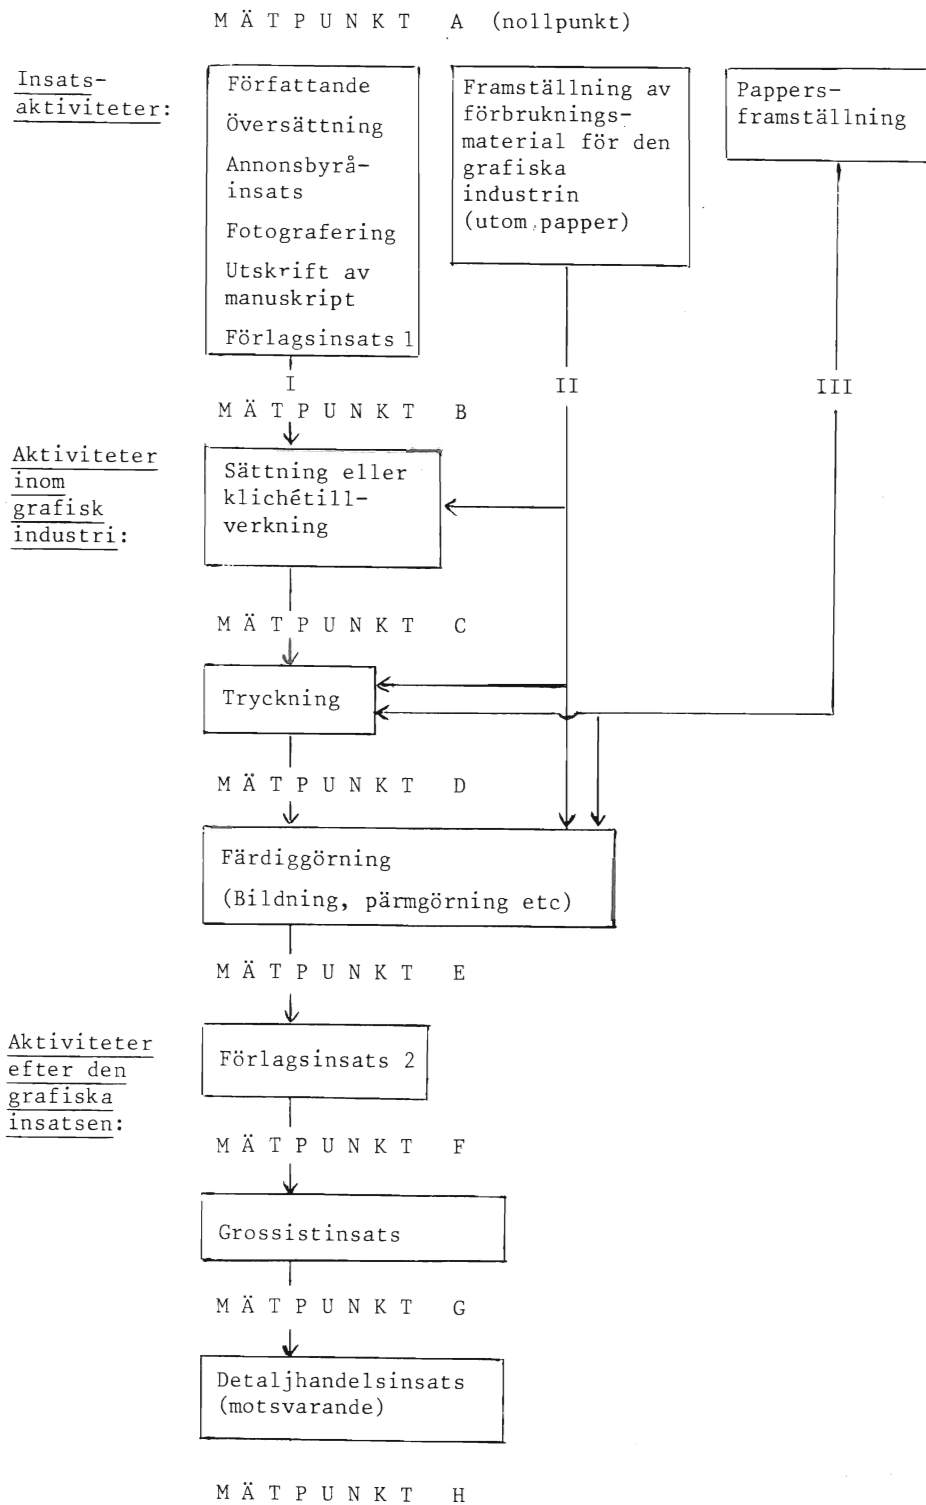 MÄTPUNKT A (nollpunkt)
Insats-
aktiviteter:
Författande
Översättning
Annonsbyrå-
insats
Fotografering
Utskrift av
manuskript
Förlagsinsats 1
Framställning av
förbruknings-
material för den
grafiska
industrin
(utom papper)
Pappers-
framställning
I
II
III
MÄTPUNKT B
Aktiviteter
inom
grafisk
industri:
Sättning eller
klichétill-
verkning
MÄTPUNKT C
Tryckning
MÄTPUNKT D
Färdiggörning
(Bildning, pärmgörning etc)
MÄTPUNKT E
Aktiviteter
efter den
grafiska
insatsen:
Förlagsinsats 2
MÄTPUNKT F
Grossistinsats
MÄTPUNKT G
Detaljhandelsinsats
(motsvarande)
MÄTPUNKT H